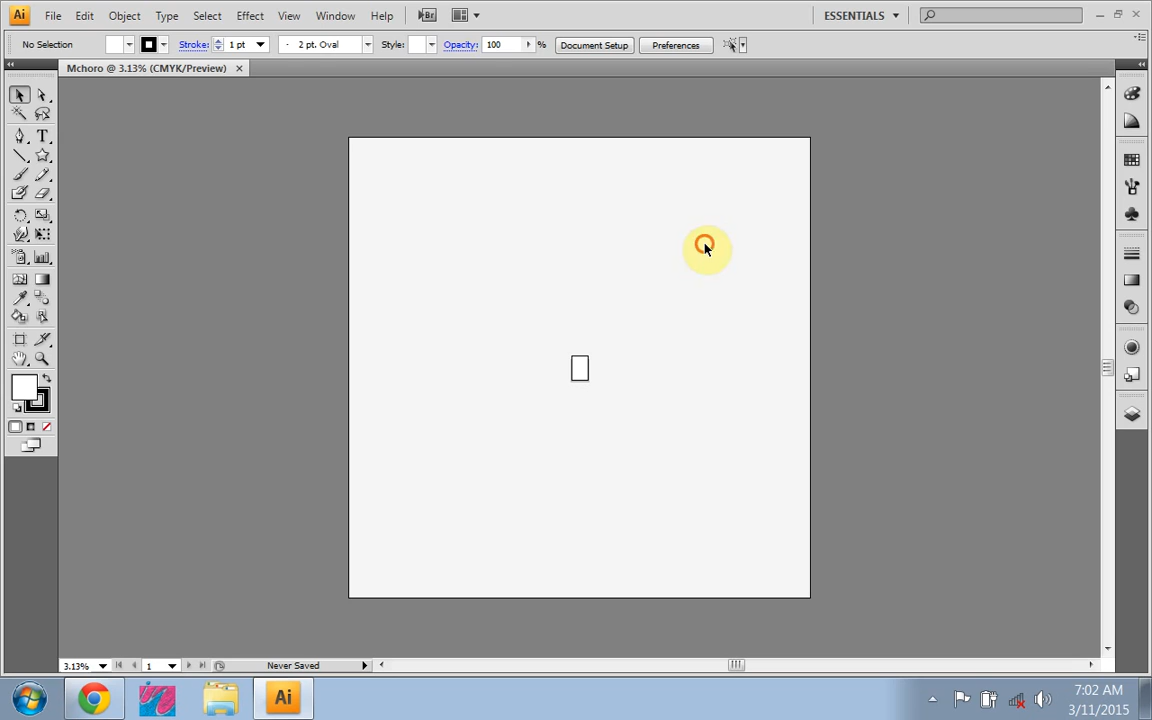 Ai File Edit Object Type Select Effect View Window Help Br ESSENTIALS
No Selection Stroke: 1 pt 2 pt. Oval Style: Opacity: 100 % Document Setup Preferences
Mchoro @ 3.13% (CMYK/Preview)
T
3.13% 1 Never Saved
Ai
7:02 AM
3/11/2015